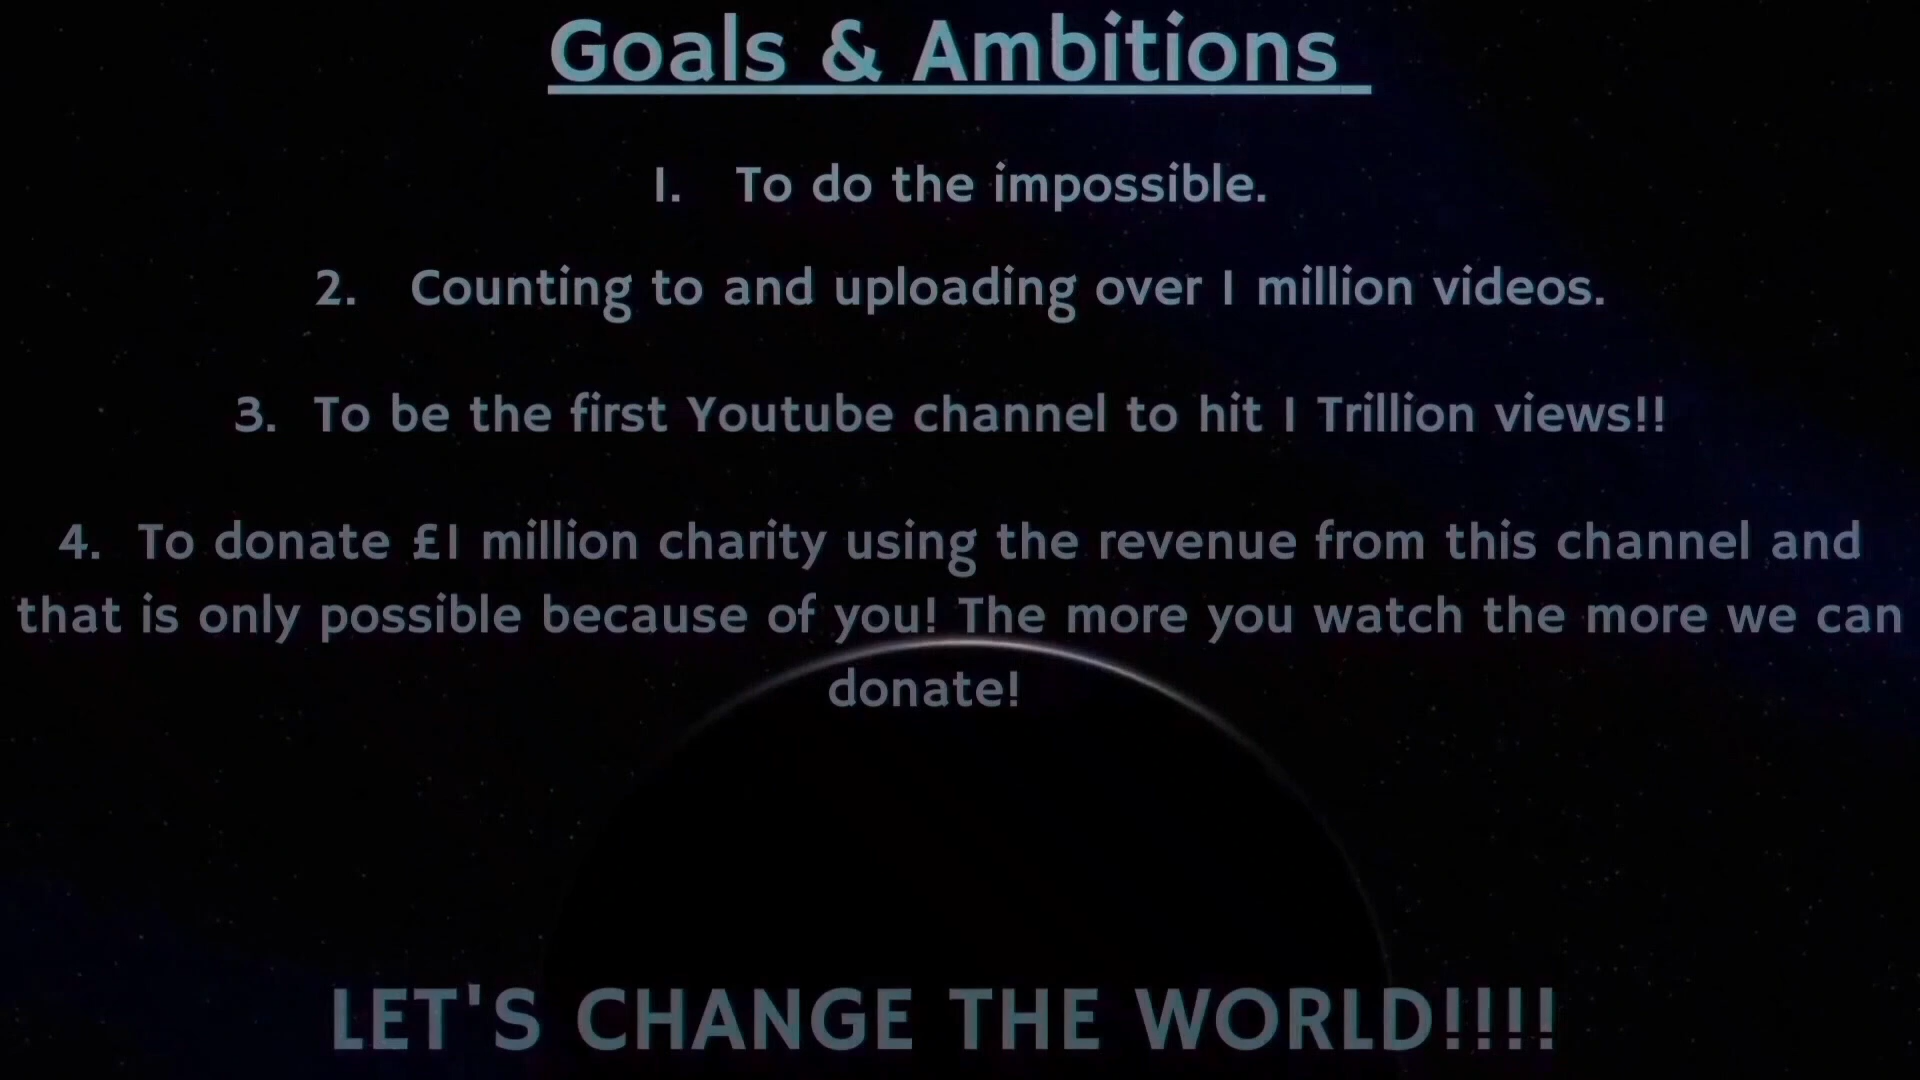 Goals & Ambitions
1. To do the impossible.
2. Counting to and uploading over 1 million videos.
3. To be the first Youtube channel to hit 1 Trillion views!!
4. To donate £1 million charity using the revenue from this channel and
that is only possible because of you! The more you watch the more we can
donate!
LET'S CHANGE THE WORLD!!!!